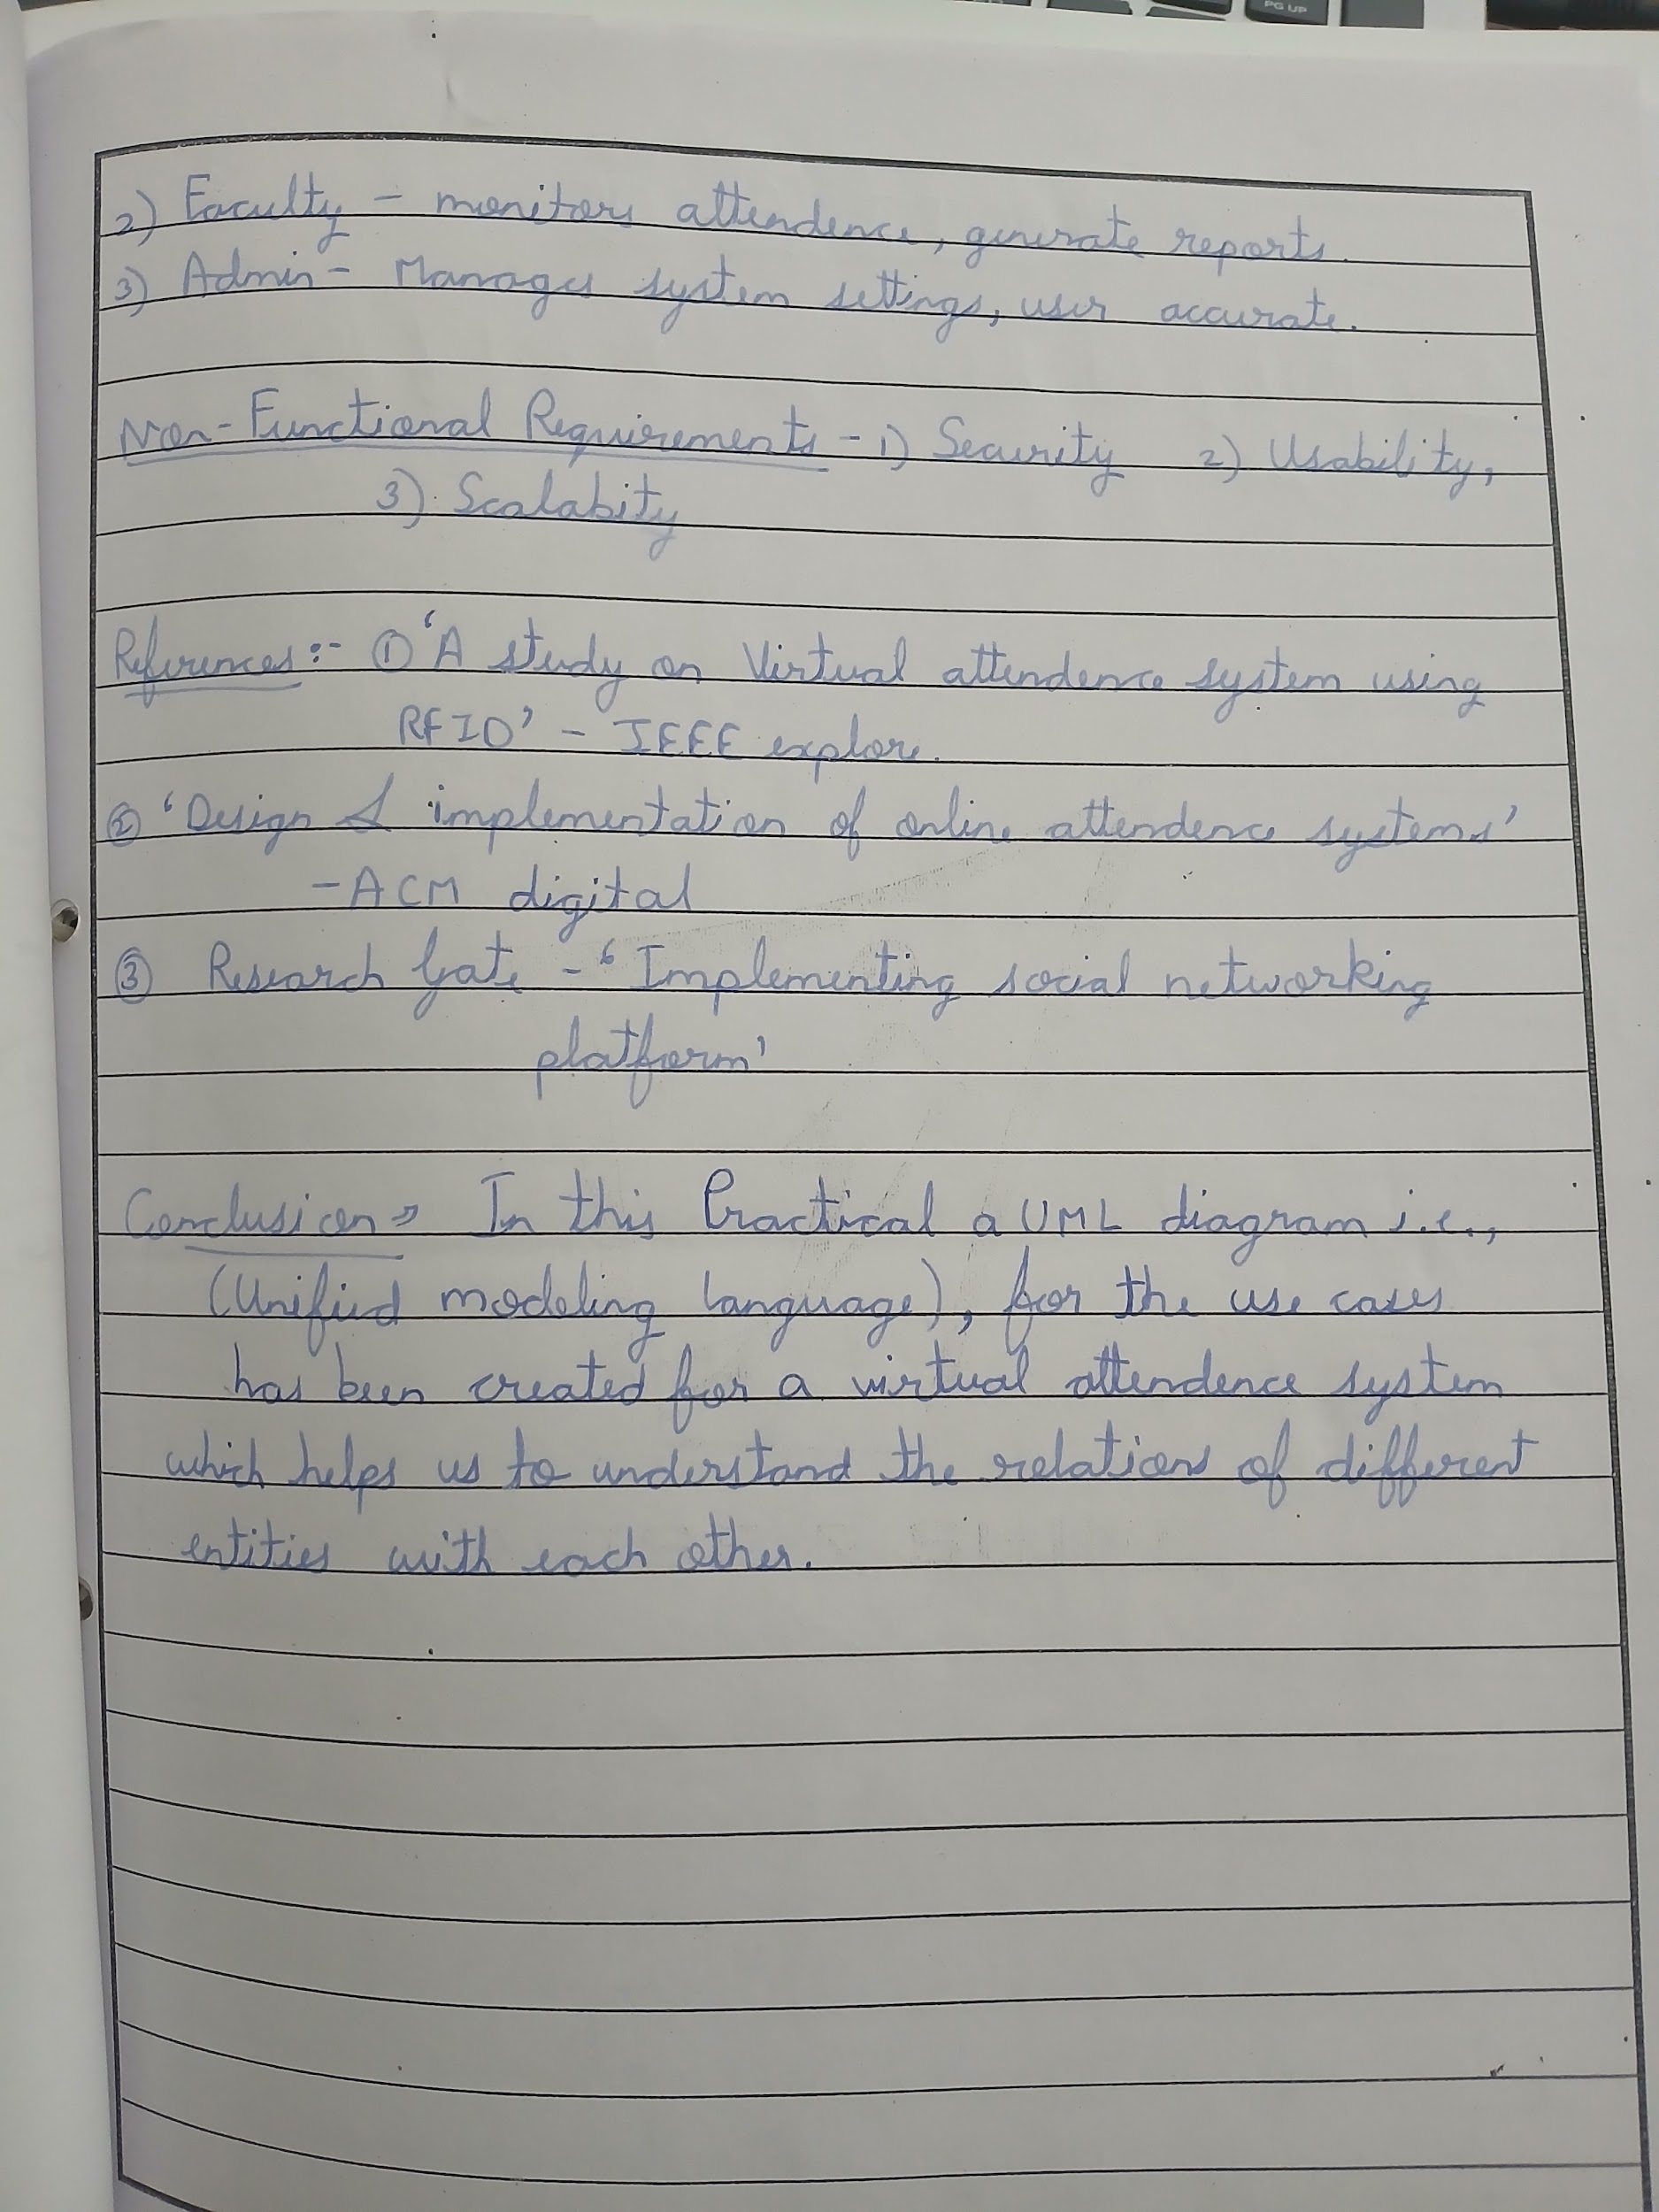 PG UP
2) Faculty - monitors attendence, generate reports.
3) Admin - Manages system settings, user accurate.
Non-Functional Requirements - 1) Security 2) Usability,
3) Scalabity
References :- ① 'A study on Virtual attendence system using
RFID' - IEEE explore.
② 'Design & implementation of online attendence systems'
- ACM digital
③ Research Gate - 'Implementing social networking
platform'
Conclusion → In this Practical a UML diagram i.e.,
(Unified modeling language), for the use cases
has been created for a virtual attendence system
which helps us to understand the relations of different
entities with each other.